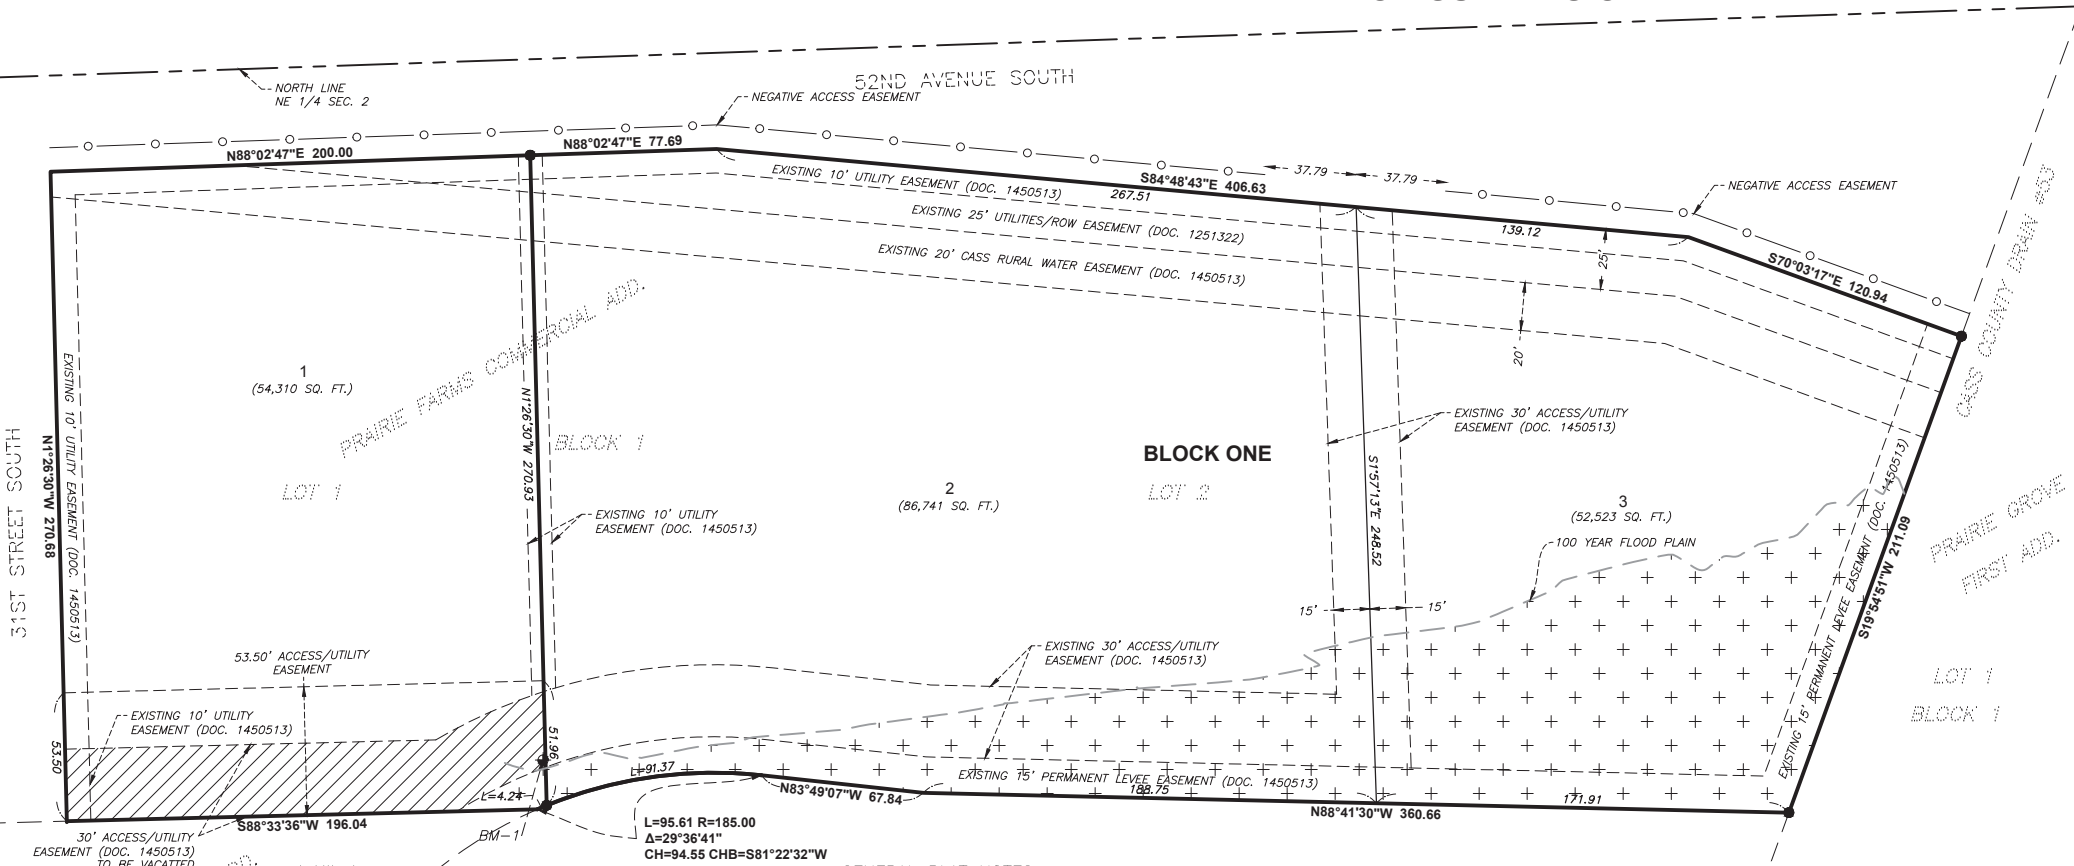 52ND AVENUE SOUTH
NORTH LINE
NE 1/4 SEC. 2
NEGATIVE ACCESS EASEMENT
N88°02'47"E 200.00
N88°02'47"E 77.69
EXISTING 10' UTILITY EASEMENT (DOC. 1450513)
S84°48'43"E 406.63
267.51
37.79
37.79
NEGATIVE ACCESS EASEMENT
EXISTING 25' UTILITIES/ROW EASEMENT (DOC. 1251322)
139.12
25'
S70°03'17"E 120.94
EXISTING 20' CASS RURAL WATER EASEMENT (DOC. 1450513)
20'
CASS COUNTY DRAIN #53
31ST STREET SOUTH
N1°26'30"W 270.68
EXISTING 10' UTILITY EASEMENT (DOC. 1450513)
1
(54,310 SQ. FT.)
PRAIRIE FARMS COMMERCIAL ADD.
LOT 1
N1°26'30"W 270.93
BLOCK 1
EXISTING 10' UTILITY
EASEMENT (DOC. 1450513)
BLOCK ONE
2
(86,741 SQ. FT.)
LOT 2
S1°57'13"E 248.52
EXISTING 30' ACCESS/UTILITY
EASEMENT (DOC. 1450513)
3
(52,523 SQ. FT.)
100 YEAR FLOOD PLAIN
EXISTING 15' PERMANENT LEVEE EASEMENT (DOC. 1450513)
S19°54'51"W 211.09
PRAIRIE GROVE
FIRST ADD.
LOT 1
BLOCK 1
15'
15'
53.50' ACCESS/UTILITY
EASEMENT
EXISTING 30' ACCESS/UTILITY
EASEMENT (DOC. 1450513)
EXISTING 10' UTILITY
EASEMENT (DOC. 1450513)
53.50
51.96
L=4.24
L=91.37
EXISTING 15' PERMANENT LEVEE EASEMENT (DOC. 1450513)
N83°49'07"W 67.84
188.75
171.91
N88°41'30"W 360.66
S88°33'36"W 196.04
BM-1
L=95.61 R=185.00
Δ=29°36'41"
CH=94.55 CHB=S81°22'32"W
30' ACCESS/UTILITY
EASEMENT (DOC. 1450513)
TO BE VACATED